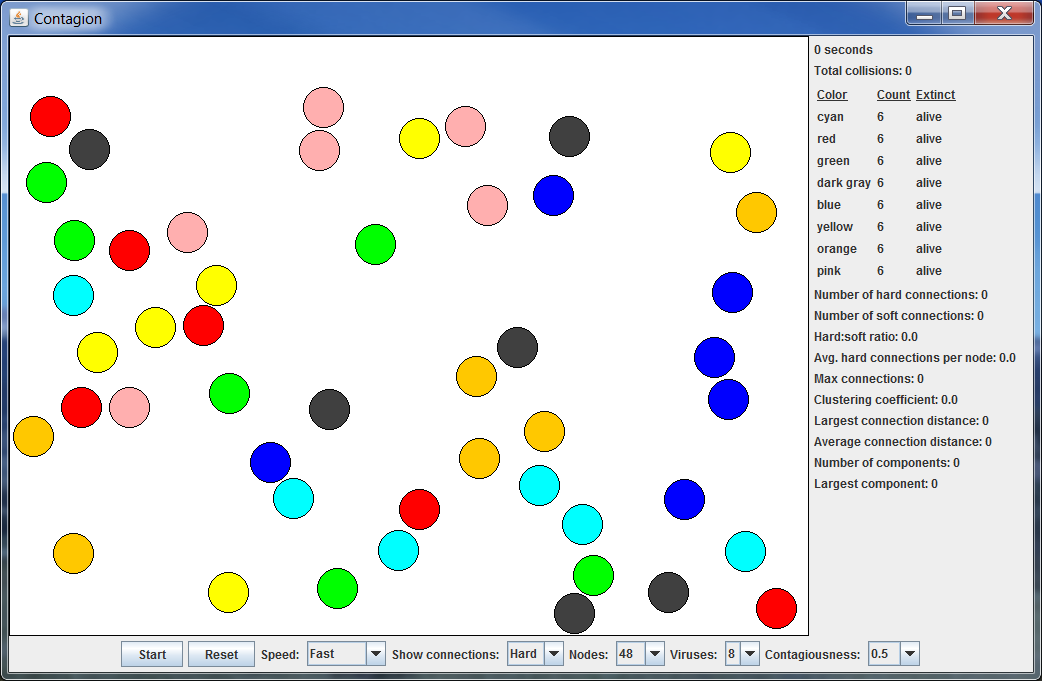 Contagion
0 seconds
Total collisions: 0
Color Count Extinct
cyan 6 alive
red 6 alive
green 6 alive
dark gray 6 alive
blue 6 alive
yellow 6 alive
orange 6 alive
pink 6 alive
Number of hard connections: 0
Number of soft connections: 0
Hard:soft ratio: 0.0
Avg. hard connections per node: 0.0
Max connections: 0
Clustering coefficient: 0.0
Largest connection distance: 0
Average connection distance: 0
Number of components: 0
Largest component: 0
Start Reset Speed: Fast Show connections: Hard Nodes: 48 Viruses: 8 Contagiousness: 0.5